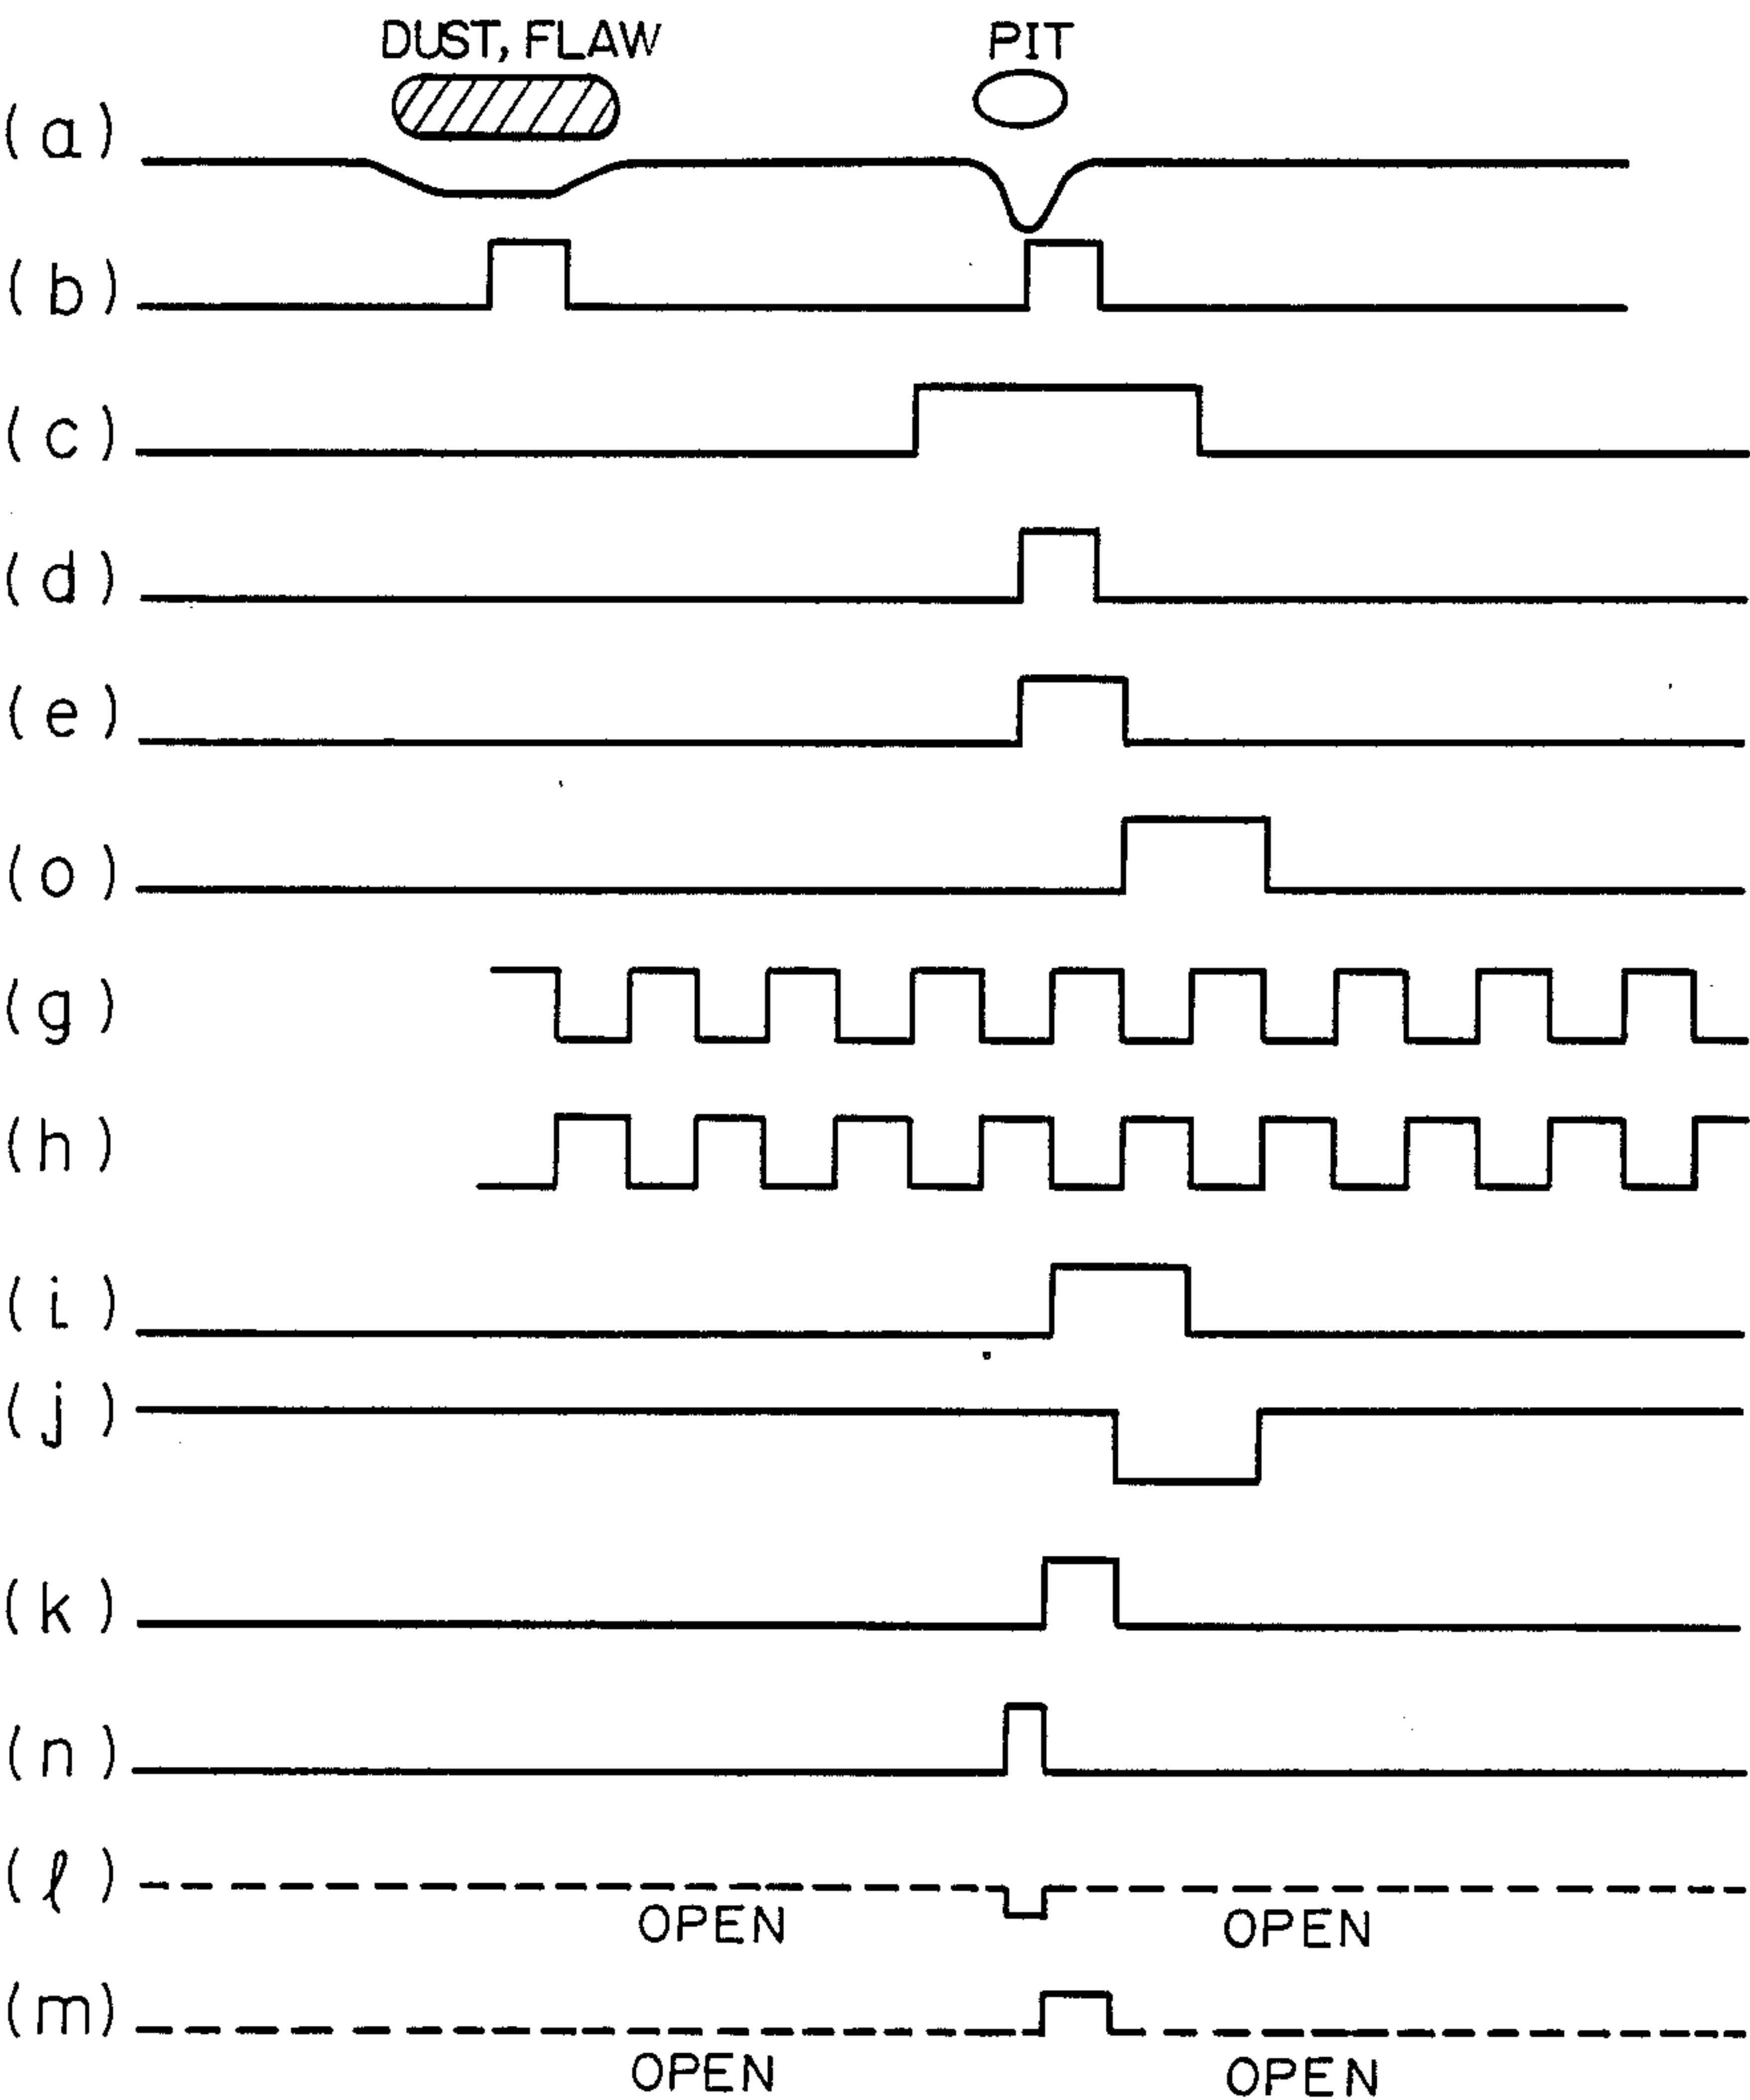 DUST, FLAW PIT
(a)
(b)
(c)
(d)
(e)
(o)
(g)
(h)
(i)
(j)
(k)
(n)
(ℓ)
OPEN OPEN
(m)
OPEN OPEN